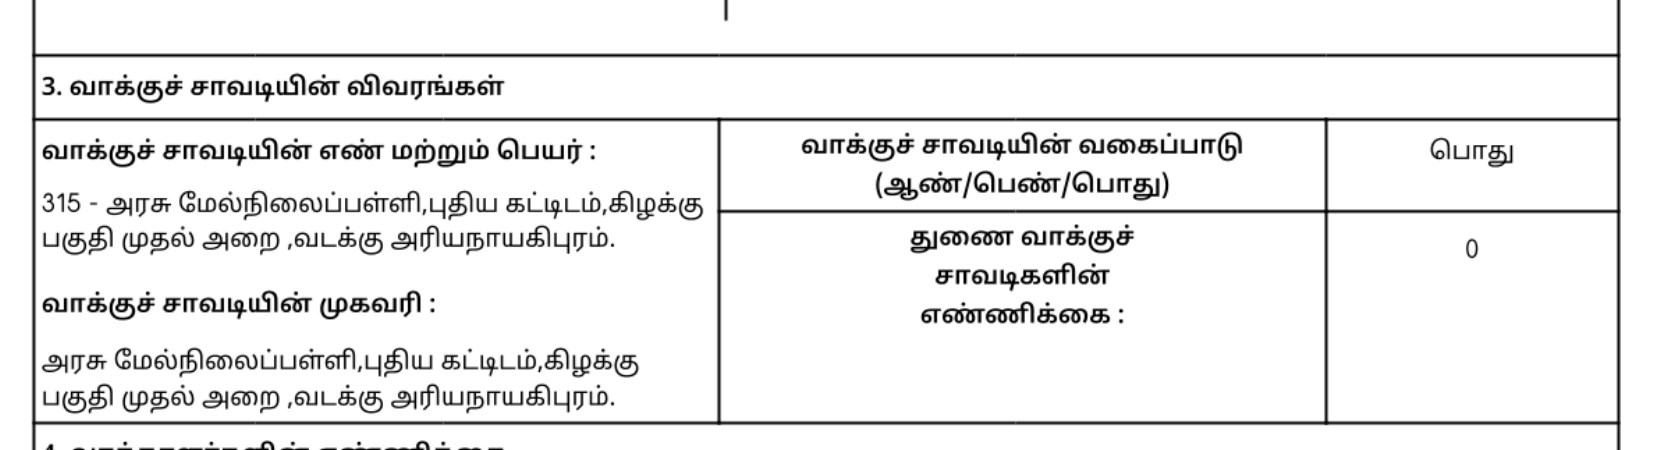 3. வாக்குச் சாவடியின் விவரங்கள்
வாக்குச் சாவடியின் எண் மற்றும் பெயர் :
315 - அரசு மேல்நிலைப்பள்ளி,புதிய கட்டிடம்,கிழக்கு
பகுதி முதல் அறை ,வடக்கு அரியநாயகிபுரம்.
வாக்குச் சாவடியின் முகவரி :
அரசு மேல்நிலைப்பள்ளி,புதிய கட்டிடம்,கிழக்கு
பகுதி முதல் அறை ,வடக்கு அரியநாயகிபுரம்.
வாக்குச் சாவடியின் வகைப்பாடு
(ஆண்/பெண்/பொது)
பொது
துணை வாக்குச்
சாவடிகளின்
எண்ணிக்கை :
0